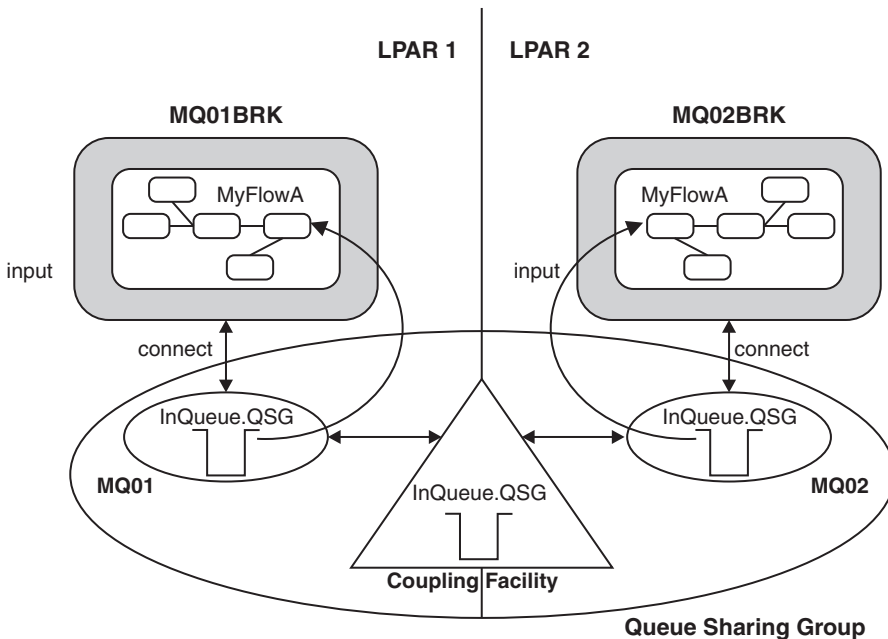 LPAR 1
LPAR 2
MQ01BRK
MQ02BRK
MyFlowA
MyFlowA
input
input
connect
connect
InQueue.QSG
InQueue.QSG
MQ01
MQ02
InQueue.QSG
Coupling Facility
Queue Sharing Group